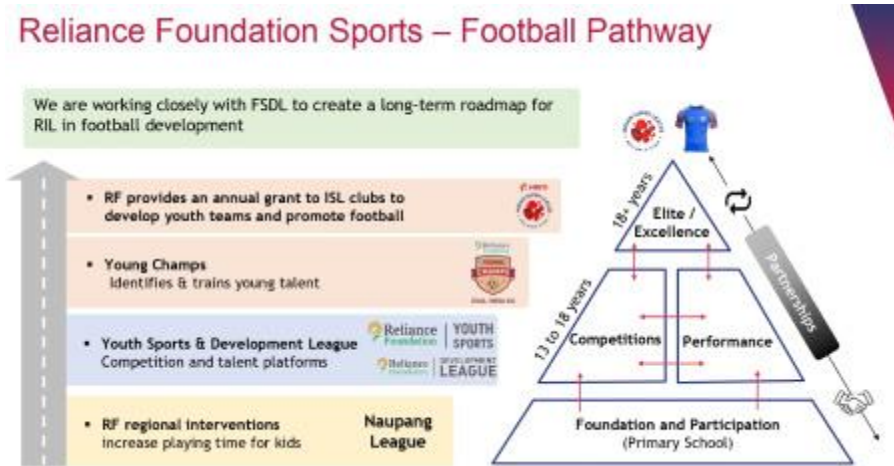 Reliance Foundation Sports – Football Pathway
We are working closely with FSDL to create a long-term roadmap for
RIL in football development
• RF provides an annual grant to ISL clubs to
develop youth teams and promote football
• Young Champs
Identifies & trains young talent
• Youth Sports & Development League
Competition and talent platforms
Reliance
Foundation
YOUTH
SPORTS
Reliance
Foundation
DEVELOPMENT
LEAGUE
• RF regional interventions
increase playing time for kids
Naupang
League
18+ years
Elite /
Excellence
13 to 18 years
Competitions
Performance
Partnerships
Foundation and Participation
(Primary School)